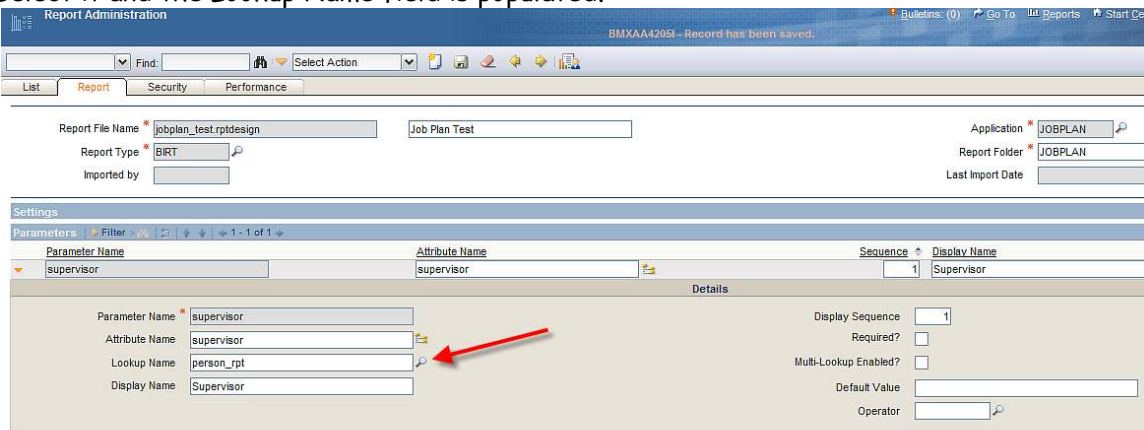 select it and the Lookup Name field is populated.
Report Administration
Bulletins: (0) Go To Reports Start Ce
BMXAA4205I - Record has been saved.
Find: Select Action
List Report Security Performance
Report File Name * jobplan_test.rptdesign Job Plan Test Application * JOBPLAN
Report Type * BIRT Report Folder * JOBPLAN
Imported by Last Import Date
Settings
Parameters Filter 1 - 1 of 1
Parameter Name Attribute Name Sequence Display Name
supervisor supervisor 1 Supervisor
Details
Parameter Name * supervisor Display Sequence 1
Attribute Name supervisor Required?
Lookup Name person_rpt Multi-Lookup Enabled?
Display Name Supervisor Default Value
Operator